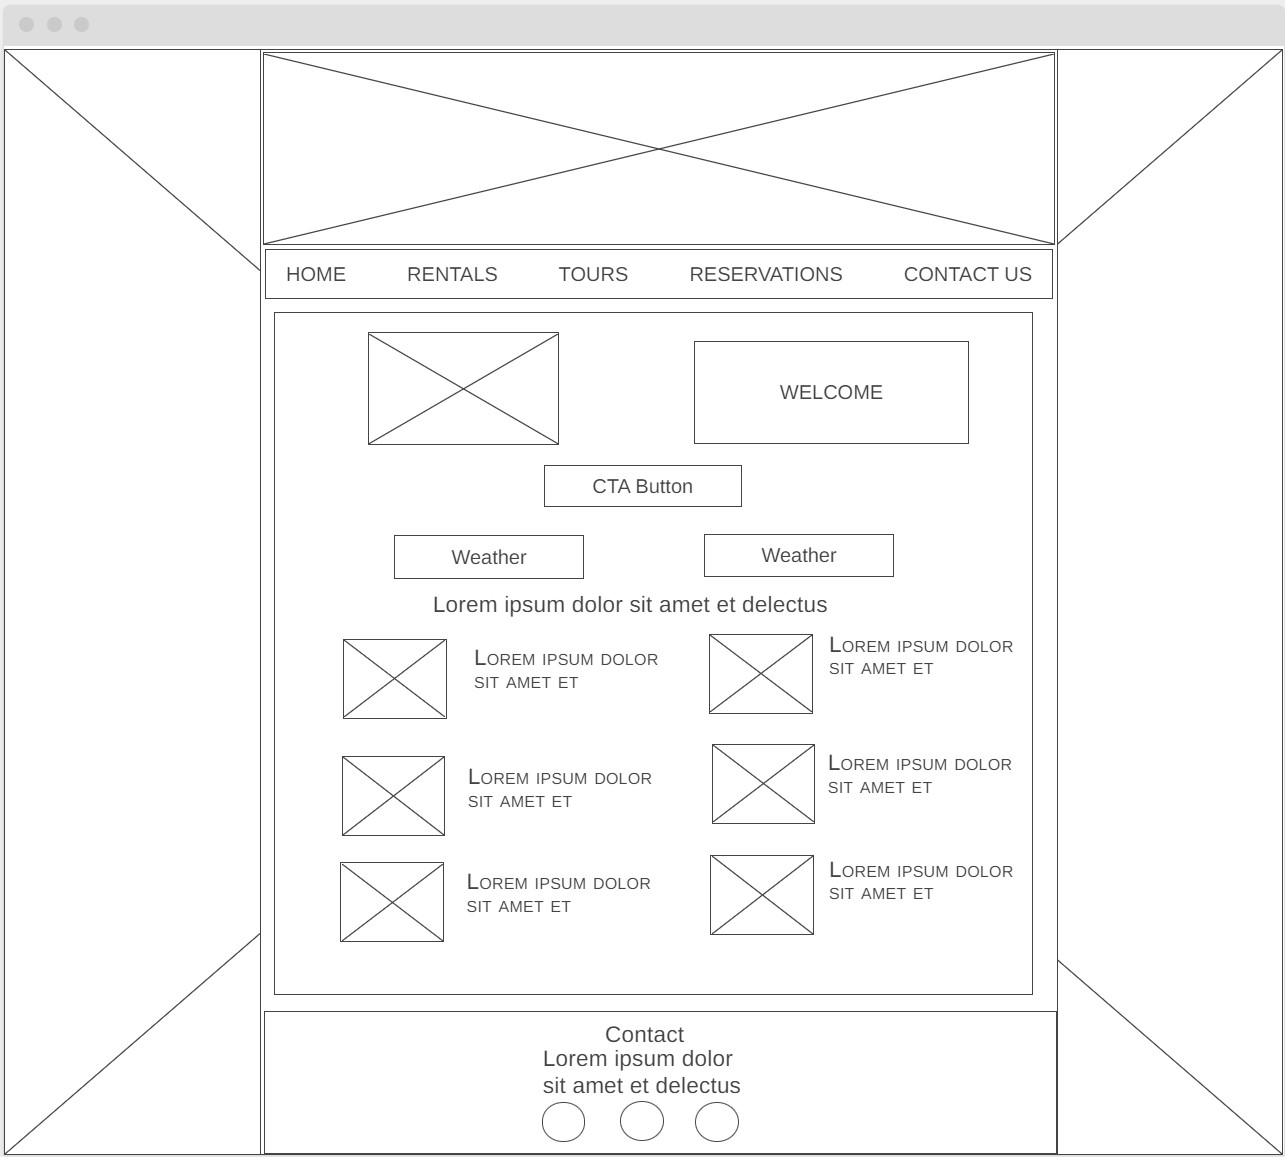 HOME RENTALS TOURS RESERVATIONS CONTACT US
WELCOME
CTA Button
Weather Weather
Lorem ipsum dolor sit amet et delectus
Lorem ipsum dolor
sit amet et
Lorem ipsum dolor
sit amet et
Lorem ipsum dolor
sit amet et
Lorem ipsum dolor
sit amet et
Lorem ipsum dolor
sit amet et
Lorem ipsum dolor
sit amet et
Contact
Lorem ipsum dolor
sit amet et delectus